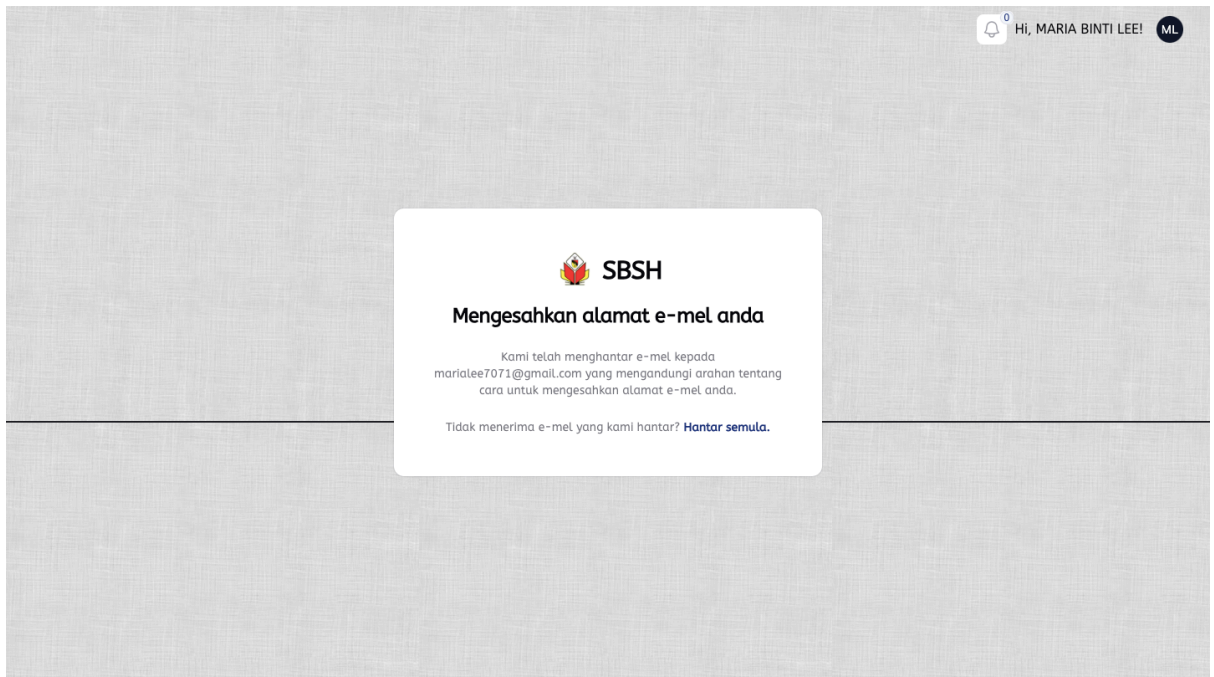 0
Hi, MARIA BINTI LEE!
ML
SBSH
Mengesahkan alamat e-mel anda
Kami telah menghantar e-mel kepada
marialee7071@gmail.com yang mengandungi arahan tentang
cara untuk mengesahkan alamat e-mel anda.
Tidak menerima e-mel yang kami hantar? Hantar semula.